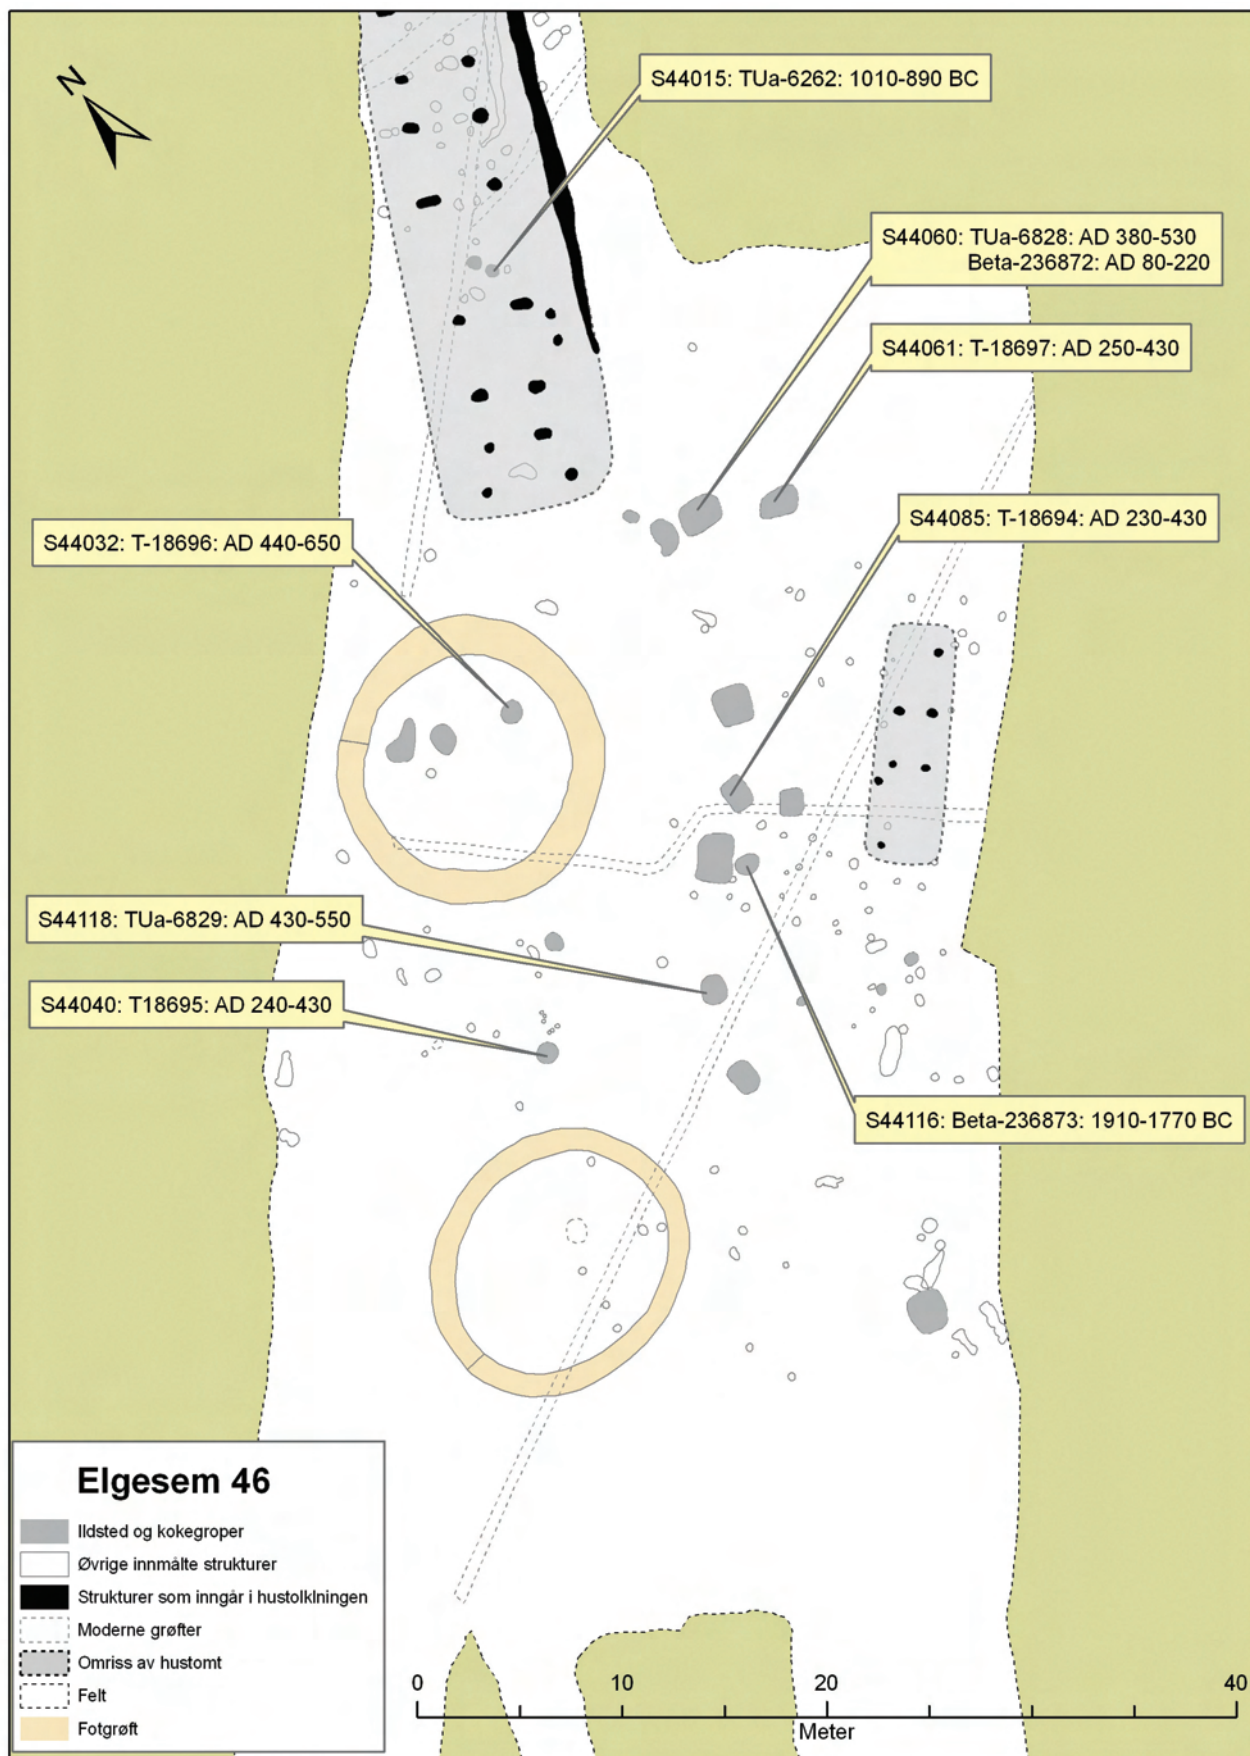 N
S44015: TUa-6262: 1010-890 BC
S44060: TUa-6828: AD 380-530
Beta-236872: AD 80-220
S44061: T-18697: AD 250-430
S44085: T-18694: AD 230-430
S44032: T-18696: AD 440-650
S44118: TUa-6829: AD 430-550
S44040: T18695: AD 240-430
S44116: Beta-236873: 1910-1770 BC
Elgesem 46
Ildsted og kokegroper
Øvrige innmålte strukturer
Strukturer som inngår i hustolklningen
Moderne grøfter
Omriss av hustomt
Felt
Fotgrøft
0 10 20 40
Meter